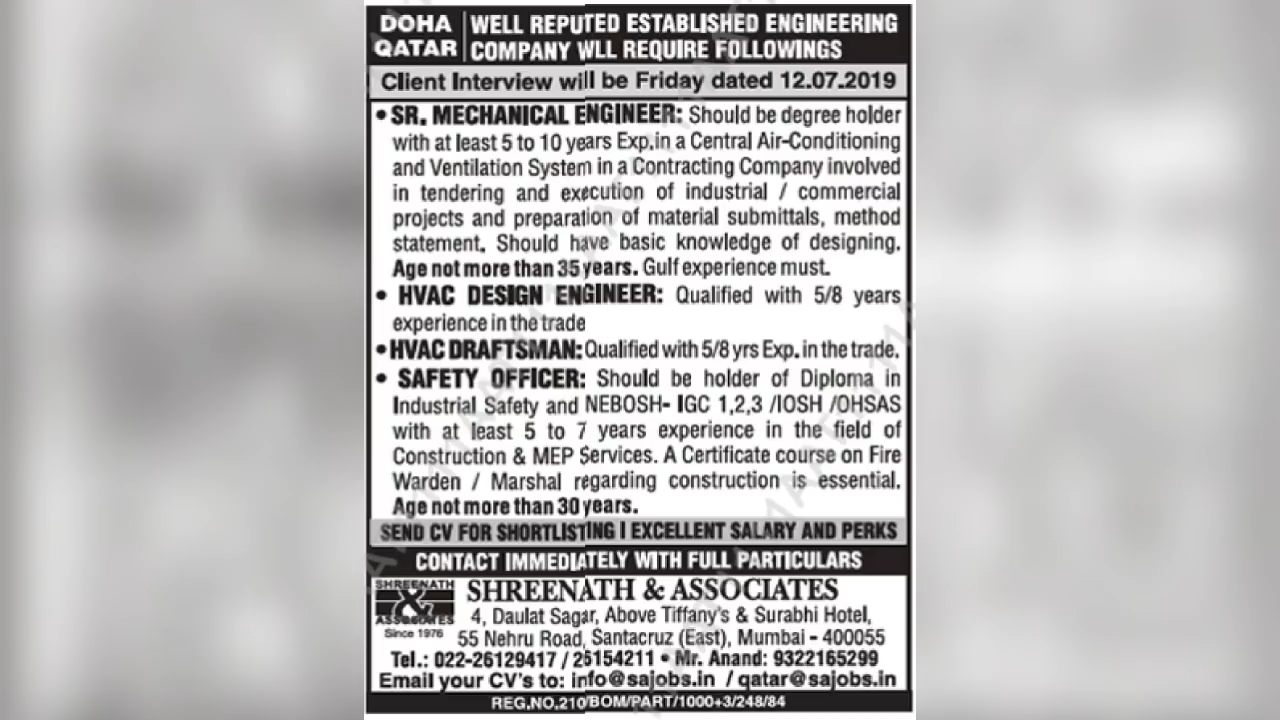 DOHA QATAR
WELL REPUTED ESTABLISHED ENGINEERING
COMPANY WLL REQUIRE FOLLOWINGS
Client Interview will be Friday dated 12.07.2019
• SR. MECHANICAL ENGINEER: Should be degree holder
with at least 5 to 10 years Exp.in a Central Air-Conditioning
and Ventilation System in a Contracting Company involved
in tendering and execution of industrial / commercial
projects and preparation of material submittals, method
statement. Should have basic knowledge of designing.
Age not more than 35 years. Gulf experience must.
• HVAC DESIGN ENGINEER: Qualified with 5/8 years
experience in the trade
• HVAC DRAFTSMAN: Qualified with 5/8 yrs Exp. in the trade.
• SAFETY OFFICER: Should be holder of Diploma in
Industrial Safety and NEBOSH- IGC 1,2,3 /IOSH /OHSAS
with at least 5 to 7 years experience in the field of
Construction & MEP Services. A Certificate course on Fire
Warden / Marshal regarding construction is essential.
Age not more than 30 years.
SEND CV FOR SHORTLISTING I EXCELLENT SALARY AND PERKS
CONTACT IMMEDIATELY WITH FULL PARTICULARS
SHREENATH
&
ASSOCIATES
Since 1976
SHREENATH & ASSOCIATES
4, Daulat Sagar, Above Tiffany's & Surabhi Hotel,
55 Nehru Road, Santacruz (East), Mumbai - 400055
Tel.: 022-26129417 / 26154211 • Mr. Anand: 9322165299
Email your CV's to: info@sajobs.in / qatar@sajobs.in
REG.NO.210/BOM/PART/1000+3/248/84